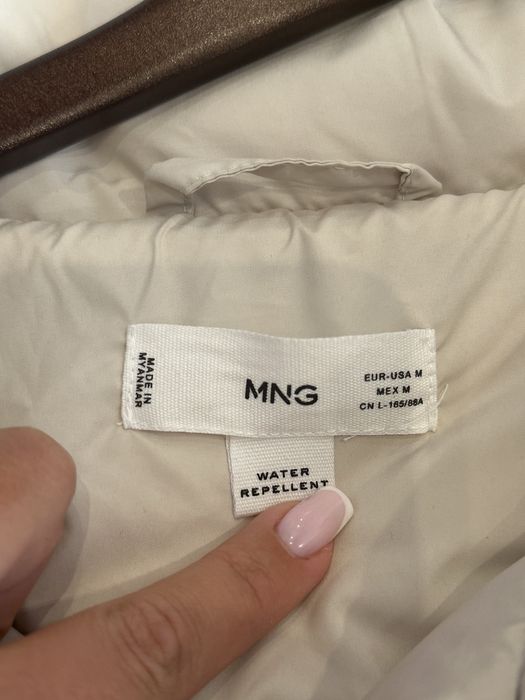 MADE IN
MYANMAR
MNG
EUR-USA M
MEX M
CN L-165/88A
WATER
REPELLENT